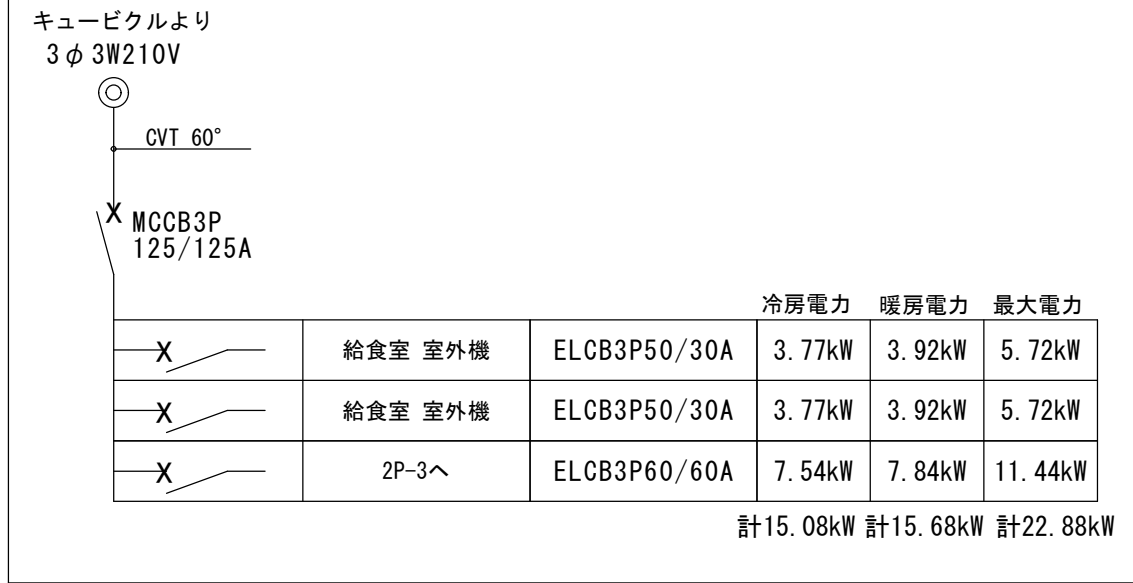 キュービクルより
3φ3W210V
CVT 60°
MCCB3P
125/125A
冷房電力 暖房電力 最大電力
給食室 室外機 ELCB3P50/30A 3.77kW 3.92kW 5.72kW
給食室 室外機 ELCB3P50/30A 3.77kW 3.92kW 5.72kW
2P-3へ ELCB3P60/60A 7.54kW 7.84kW 11.44kW
計15.08kW 計15.68kW 計22.88kW